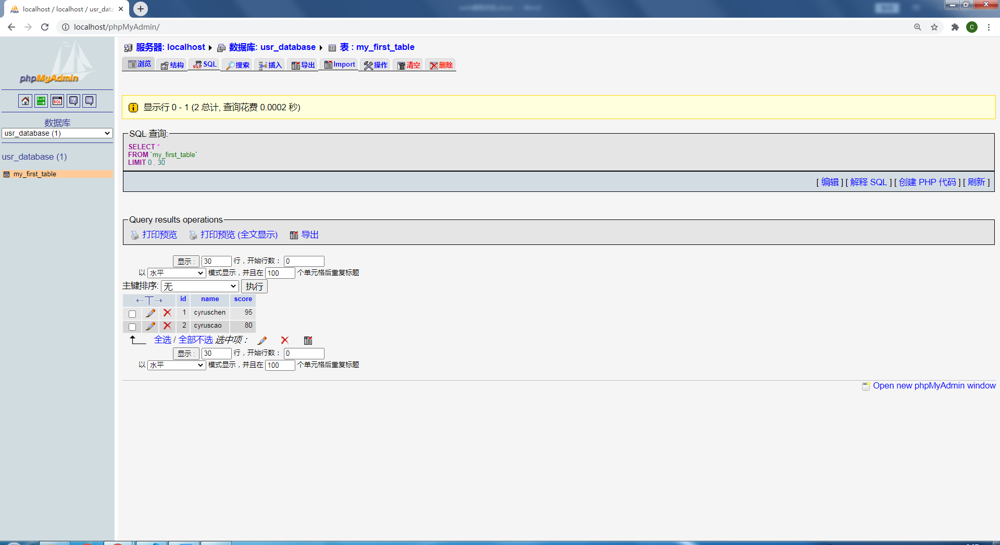 localhost / localhost / usr_data
localhost/phpMyAdmin/
C
phpMyAdmin
Exit
SQL
?
SQL
数据库
usr_database (1)
usr_database (1)
my_first_table
服务器: localhost
数据库: usr_database
表 : my_first_table
浏览
结构
SQL
搜索
插入
导出
Import
操作
清空
删除
显示行 0 - 1 (2 总计, 查询花费 0.0002 秒)
SQL 查询:
SELECT *
FROM `my_first_table`
LIMIT 0 , 30
[ 编辑 ] [ 解释 SQL ] [ 创建 PHP 代码 ] [ 刷新 ]
Query results operations
打印预览 打印预览 (全文显示) 导出
显示 : 30 行，开始行数： 0
以 水平 模式显示，并且在 100 个单元格后重复标题
主键排序: 无 执行
←T→ id name score
1 cyruschen 95
2 cyruscao 80
全选 / 全部不选 选中项：
显示 : 30 行，开始行数： 0
以 水平 模式显示，并且在 100 个单元格后重复标题
Open new phpMyAdmin window